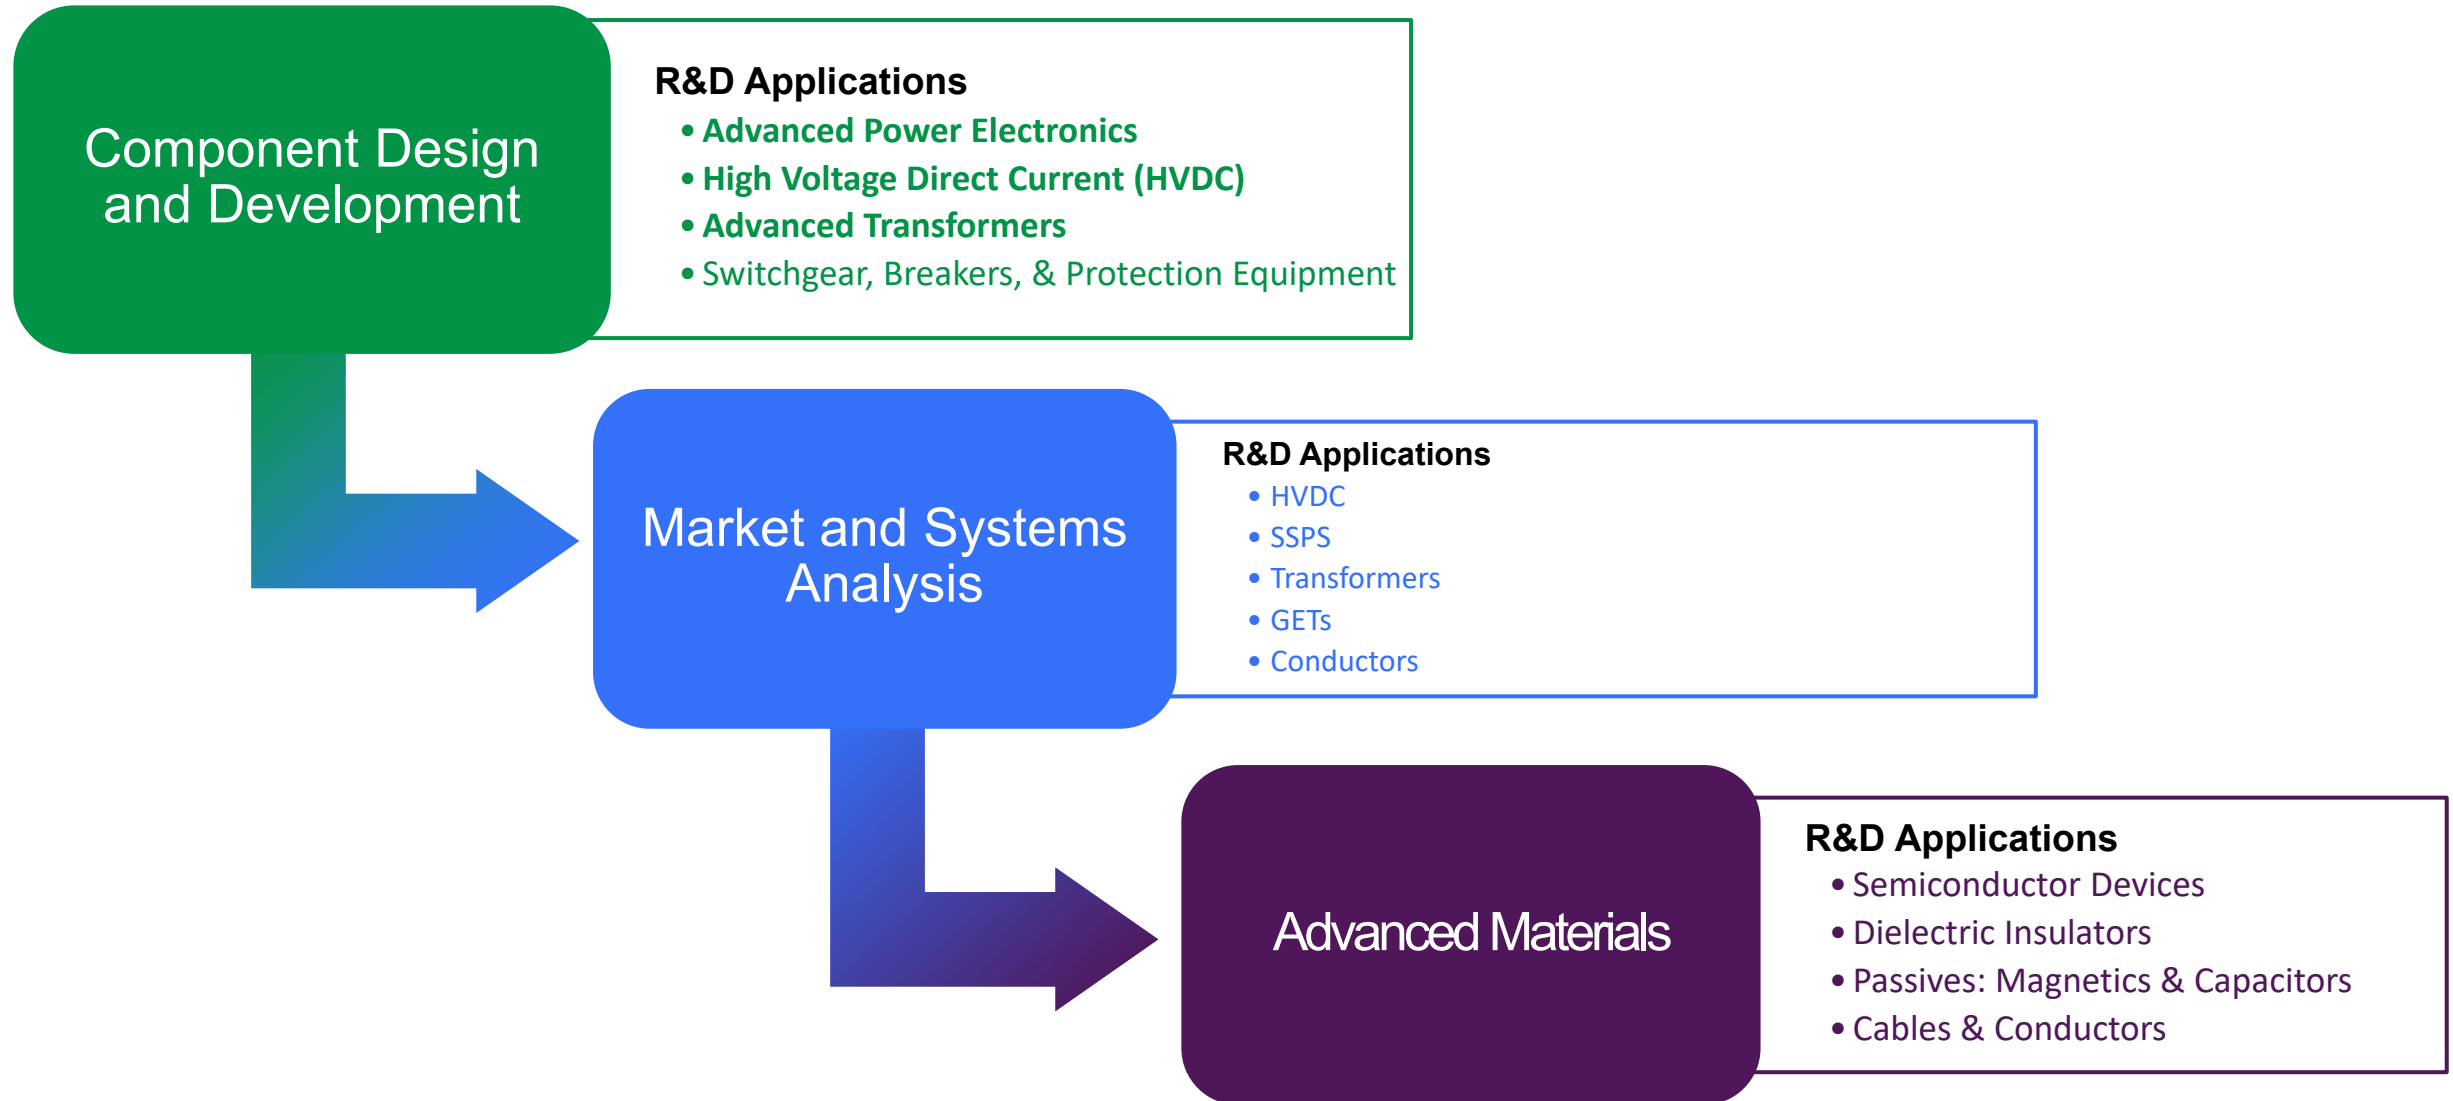 Component Design
and Development
R&D Applications
• Advanced Power Electronics
• High Voltage Direct Current (HVDC)
• Advanced Transformers
• Switchgear, Breakers, & Protection Equipment
Market and Systems
Analysis
R&D Applications
• HVDC
• SSPS
• Transformers
• GETs
• Conductors
Advanced Materials
R&D Applications
• Semiconductor Devices
• Dielectric Insulators
• Passives: Magnetics & Capacitors
• Cables & Conductors